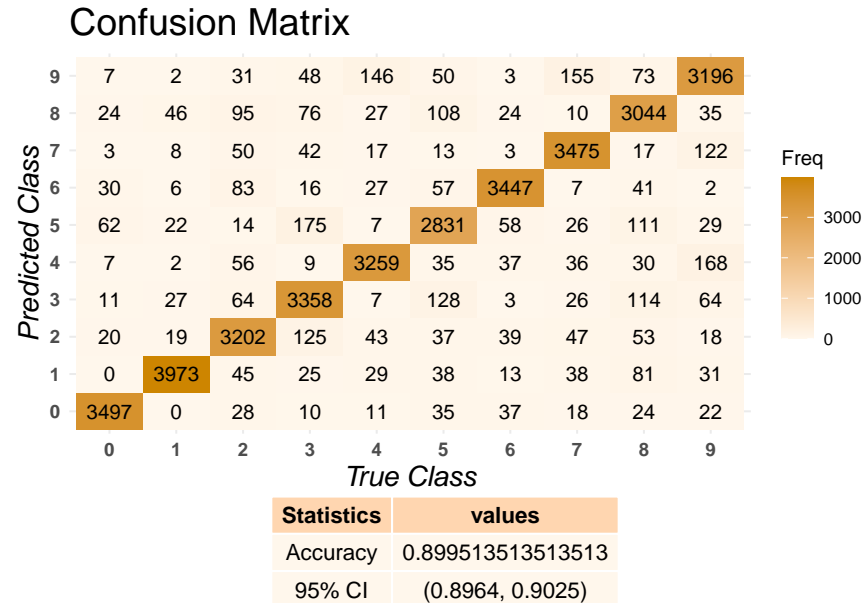 Confusion Matrix
9 7 2 31 48 146 50 3 155 73 3196
8 24 46 95 76 27 108 24 10 3044 35
7 3 8 50 42 17 13 3 3475 17 122
6 30 6 83 16 27 57 3447 7 41 2
5 62 22 14 175 7 2831 58 26 111 29
4 7 2 56 9 3259 35 37 36 30 168
3 11 27 64 3358 7 128 3 26 114 64
2 20 19 3202 125 43 37 39 47 53 18
1 0 3973 45 25 29 38 13 38 81 31
0 3497 0 28 10 11 35 37 18 24 22
0 1 2 3 4 5 6 7 8 9
Predicted Class
True Class
Freq
3000
2000
1000
0
Statistics values
Accuracy 0.899513513513513
95% CI (0.8964, 0.9025)